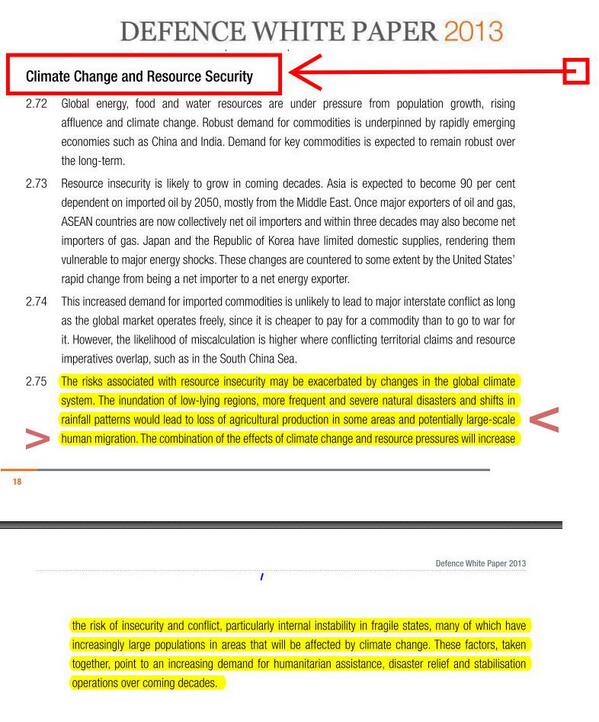 DEFENCE WHITE PAPER 2013
Climate Change and Resource Security
2.72 Global energy, food and water resources are under pressure from population growth, rising
affluence and climate change. Robust demand for commodities is underpinned by rapidly emerging
economies such as China and India. Demand for key commodities is expected to remain robust over
the long-term.
2.73 Resource insecurity is likely to grow in coming decades. Asia is expected to become 90 per cent
dependent on imported oil by 2050, mostly from the Middle East. Once major exporters of oil and gas,
ASEAN countries are now collectively net oil importers and within three decades may also become net
importers of gas. Japan and the Republic of Korea have limited domestic supplies, rendering them
vulnerable to major energy shocks. These changes are countered to some extent by the United States'
rapid change from being a net importer to a net energy exporter.
2.74 This increased demand for imported commodities is unlikely to lead to major interstate conflict as long
as the global market operates freely, since it is cheaper to pay for a commodity than to go to war for
it. However, the likelihood of miscalculation is higher where conflicting territorial claims and resource
imperatives overlap, such as in the South China Sea.
2.75 The risks associated with resource insecurity may be exacerbated by changes in the global climate
system. The inundation of low-lying regions, more frequent and severe natural disasters and shifts in
rainfall patterns would lead to loss of agricultural production in some areas and potentially large-scale
human migration. The combination of the effects of climate change and resource pressures will increase
18
Defence White Paper 2013
the risk of insecurity and conflict, particularly internal instability in fragile states, many of which have
increasingly large populations in areas that will be affected by climate change. These factors, taken
together, point to an increasing demand for humanitarian assistance, disaster relief and stabilisation
operations over coming decades.